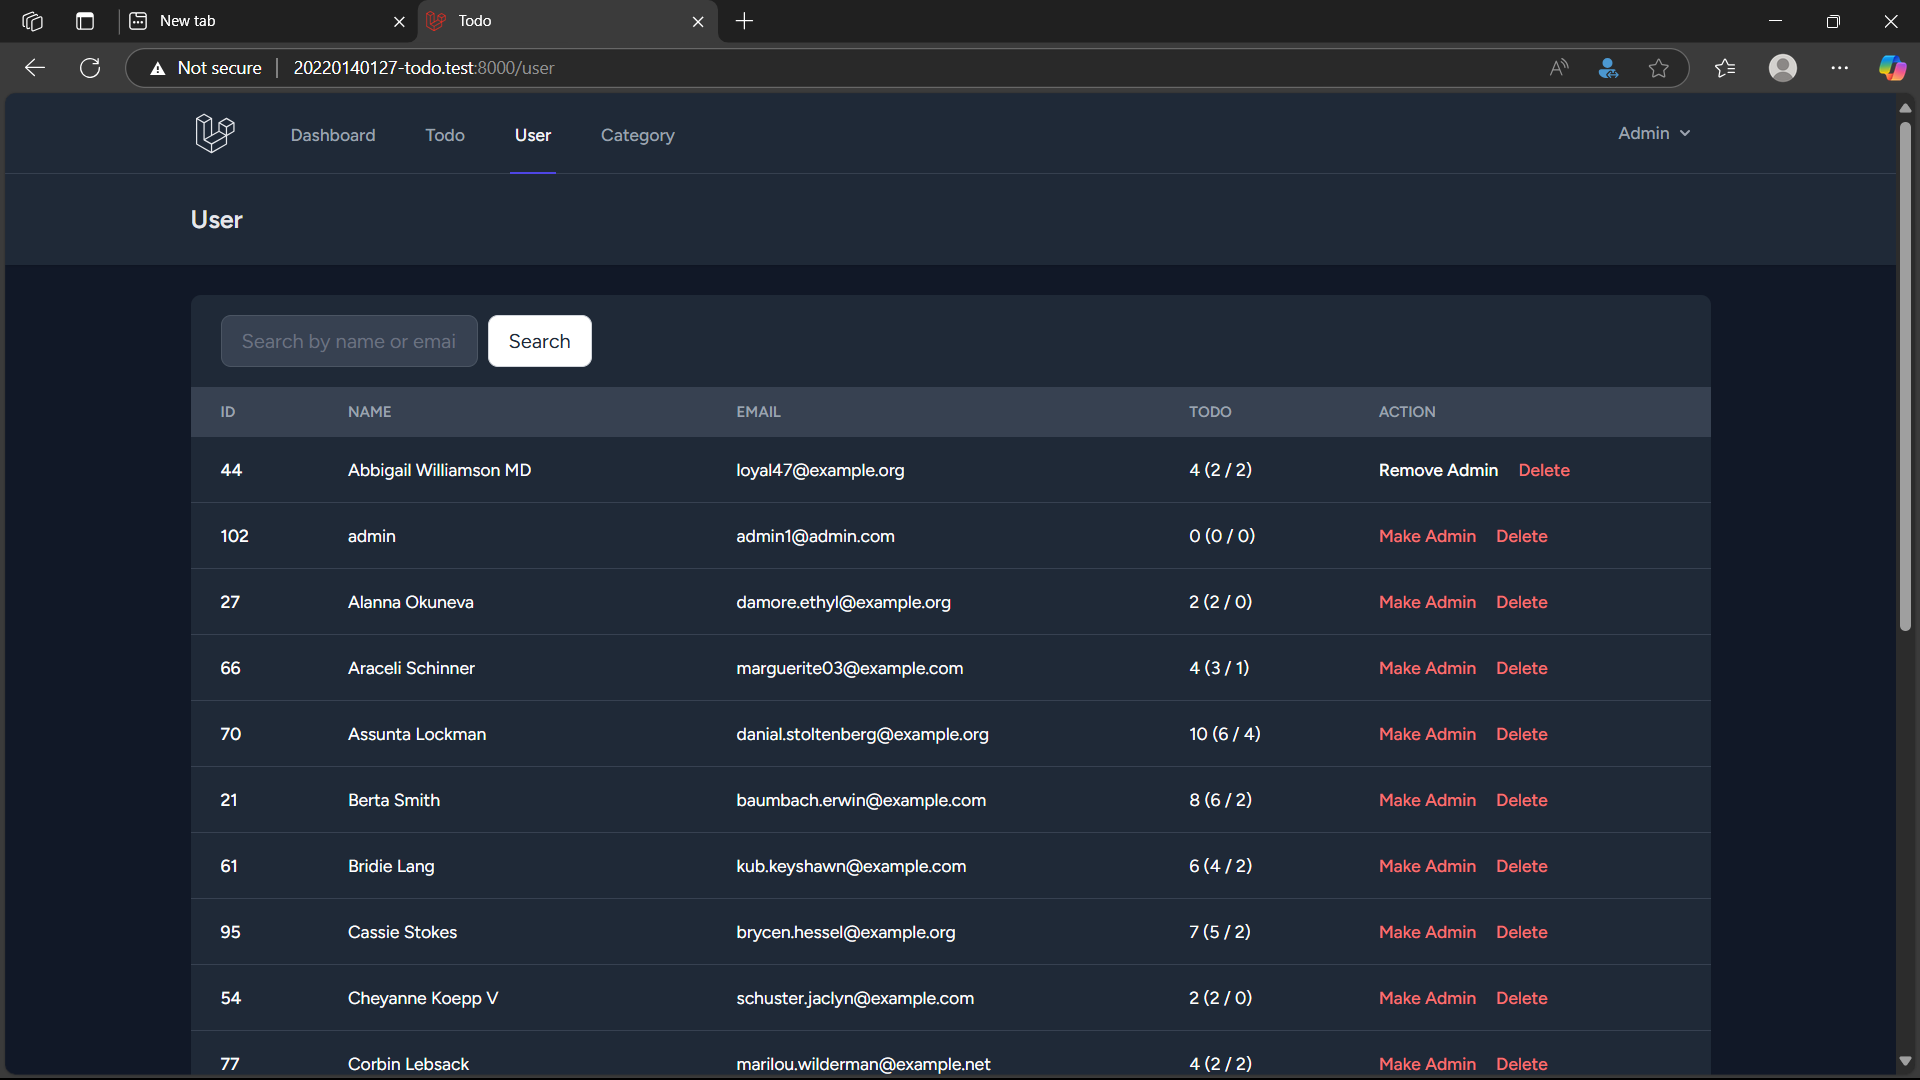 New tab
Todo
Not secure
20220140127-todo.test:8000/user
Dashboard Todo User Category Admin
User
Search by name or emai Search
ID NAME EMAIL TODO ACTION
44 Abbigail Williamson MD loyal47@example.org 4 (2 / 2) Remove Admin Delete
102 admin admin1@admin.com 0 (0 / 0) Make Admin Delete
27 Alanna Okuneva damore.ethyl@example.org 2 (2 / 0) Make Admin Delete
66 Araceli Schinner marguerite03@example.com 4 (3 / 1) Make Admin Delete
70 Assunta Lockman danial.stoltenberg@example.org 10 (6 / 4) Make Admin Delete
21 Berta Smith baumbach.erwin@example.com 8 (6 / 2) Make Admin Delete
61 Bridie Lang kub.keyshawn@example.com 6 (4 / 2) Make Admin Delete
95 Cassie Stokes brycen.hessel@example.org 7 (5 / 2) Make Admin Delete
54 Cheyanne Koepp V schuster.jaclyn@example.com 2 (2 / 0) Make Admin Delete
77 Corbin Lebsack marilou.wilderman@example.net 4 (2 / 2) Make Admin Delete